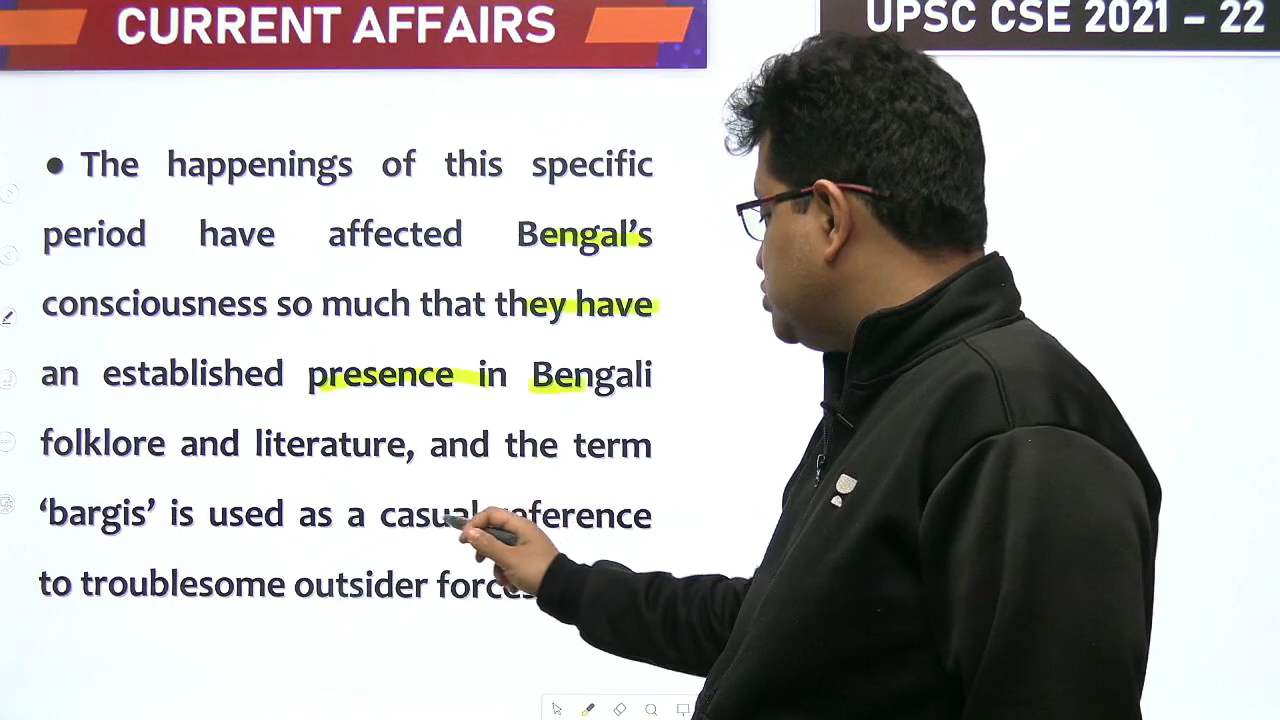 CURRENT AFFAIRS
UPSC CSE 2021 – 22
• The happenings of this specific
period have affected Bengal’s
consciousness so much that they have
an established presence in Bengali
folklore and literature, and the term
‘bargis’ is used as a casual reference
to troublesome outsider forces